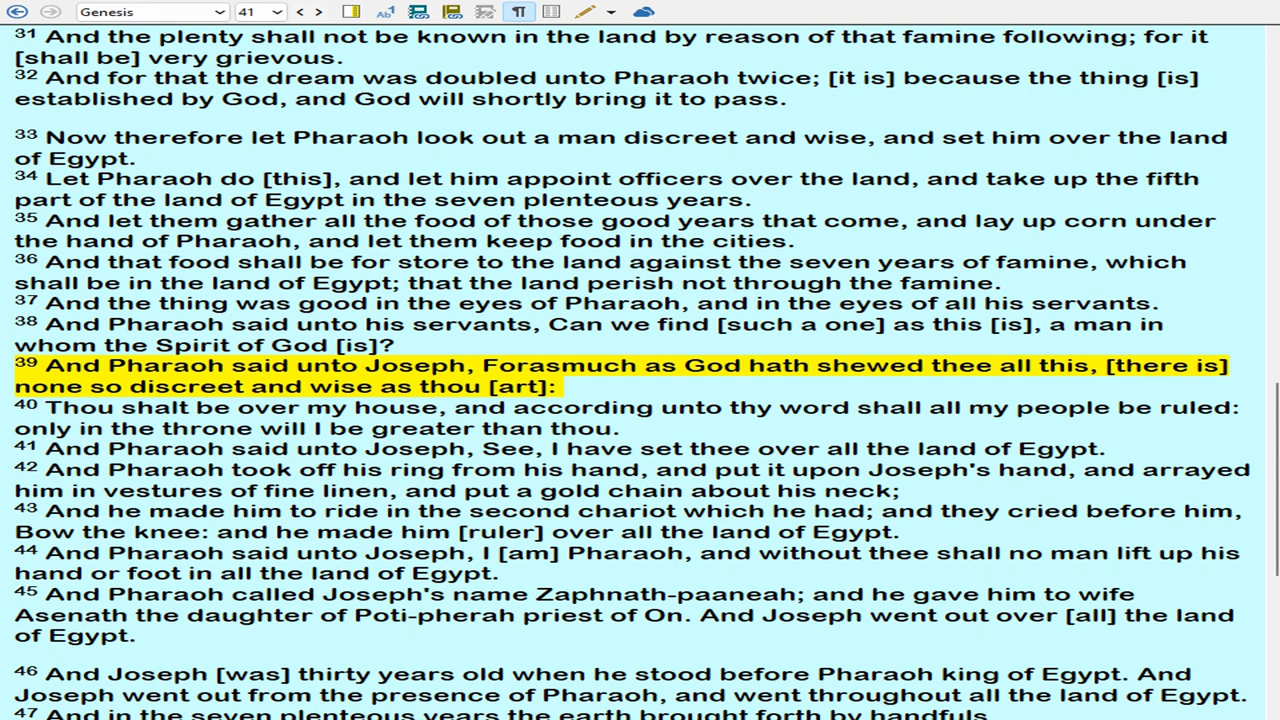 Genesis 41
31 And the plenty shall not be known in the land by reason of that famine following; for it
[shall be] very grievous.
32 And for that the dream was doubled unto Pharaoh twice; [it is] because the thing [is]
established by God, and God will shortly bring it to pass.
33 Now therefore let Pharaoh look out a man discreet and wise, and set him over the land
of Egypt.
34 Let Pharaoh do [this], and let him appoint officers over the land, and take up the fifth
part of the land of Egypt in the seven plenteous years.
35 And let them gather all the food of those good years that come, and lay up corn under
the hand of Pharaoh, and let them keep food in the cities.
36 And that food shall be for store to the land against the seven years of famine, which
shall be in the land of Egypt; that the land perish not through the famine.
37 And the thing was good in the eyes of Pharaoh, and in the eyes of all his servants.
38 And Pharaoh said unto his servants, Can we find [such a one] as this [is], a man in
whom the Spirit of God [is]?
39 And Pharaoh said unto Joseph, Forasmuch as God hath shewed thee all this, [there is]
none so discreet and wise as thou [art]:
40 Thou shalt be over my house, and according unto thy word shall all my people be ruled:
only in the throne will I be greater than thou.
41 And Pharaoh said unto Joseph, See, I have set thee over all the land of Egypt.
42 And Pharaoh took off his ring from his hand, and put it upon Joseph's hand, and arrayed
him in vestures of fine linen, and put a gold chain about his neck;
43 And he made him to ride in the second chariot which he had; and they cried before him,
Bow the knee: and he made him [ruler] over all the land of Egypt.
44 And Pharaoh said unto Joseph, I [am] Pharaoh, and without thee shall no man lift up his
hand or foot in all the land of Egypt.
45 And Pharaoh called Joseph's name Zaphnath-paaneah; and he gave him to wife
Asenath the daughter of Poti-pherah priest of On. And Joseph went out over [all] the land
of Egypt.
46 And Joseph [was] thirty years old when he stood before Pharaoh king of Egypt. And
Joseph went out from the presence of Pharaoh, and went throughout all the land of Egypt.
47 And in the seven plenteous years the earth brought forth by handfuls.